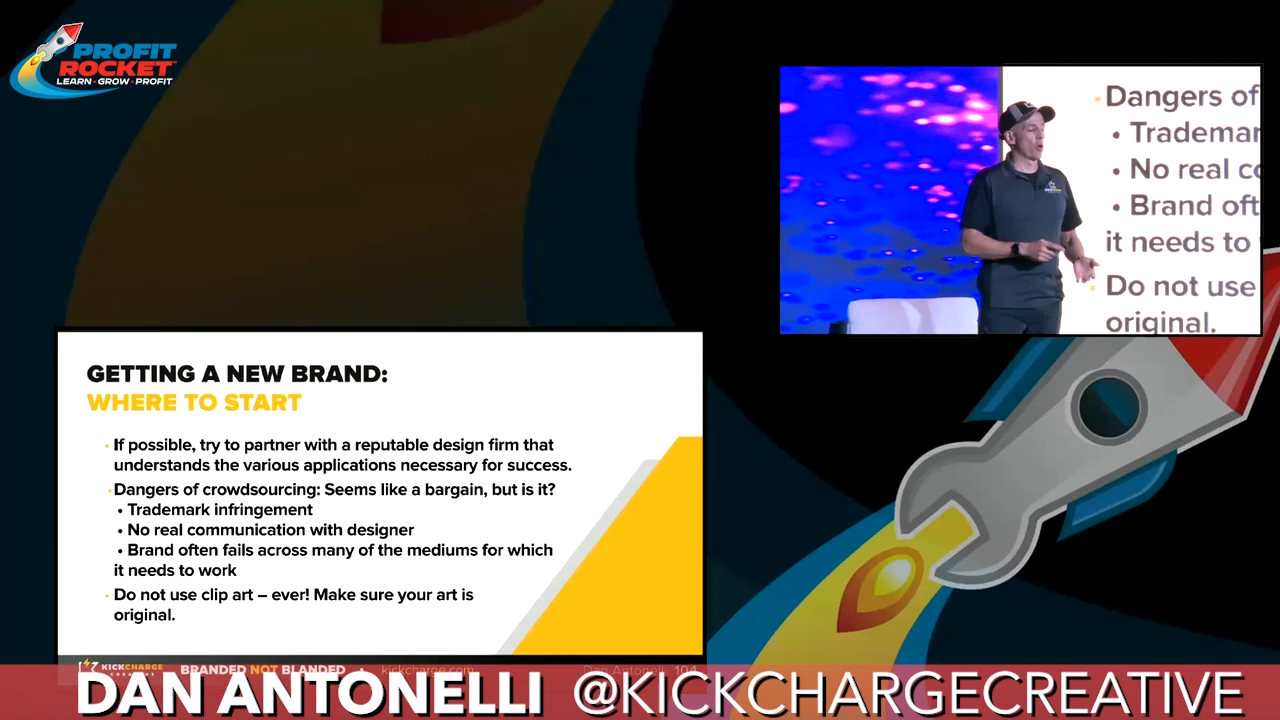 PROFIT
ROCKET
LEARN · GROW · PROFIT
Dangers of
• Trademar
• No real co
• Brand oft
it needs to
Do not use
original.
GETTING A NEW BRAND:
WHERE TO START
· If possible, try to partner with a reputable design firm that
understands the various applications necessary for success.
· Dangers of crowdsourcing: Seems like a bargain, but is it?
• Trademark infringement
• No real communication with designer
• Brand often fails across many of the mediums for which
it needs to work
· Do not use clip art – ever! Make sure your art is
original.
KICKCHARGE
CREATIVE
BRANDED NOT BLANDED • kickcharge.com
Dan Antonelli
DAN ANTONELLI @KICKCHARGECREATIVE